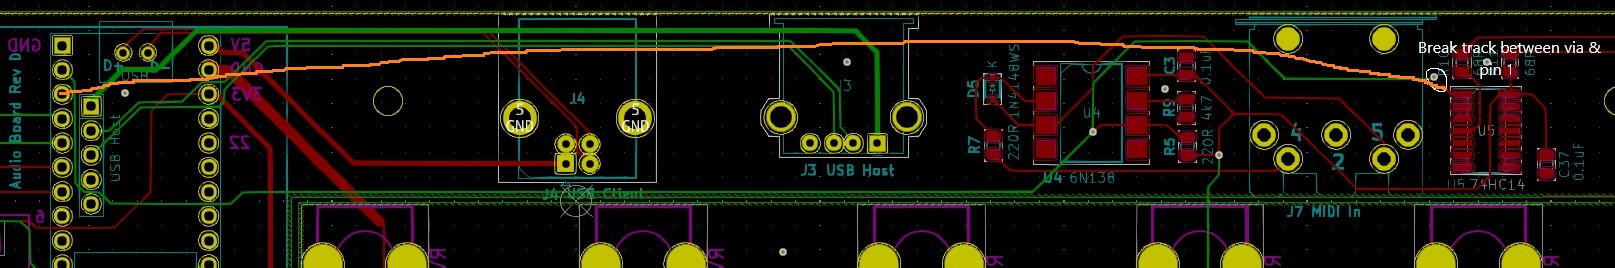 Break track between via &
pin 1
GND
5V
D+
USB
3V3
22
6
Audio Board Rev D
USB Host
J4
5
GND
5
GND
J4 USB Client
J3
J3 USB Host
D5
1N4148WS
K
R7
220R
U4
U4 6N138
C3
0.1uF
R9
4k7
R5
220R
4
5
2
J7 MIDI In
U5
U5 74HC14
C37
0.1uF